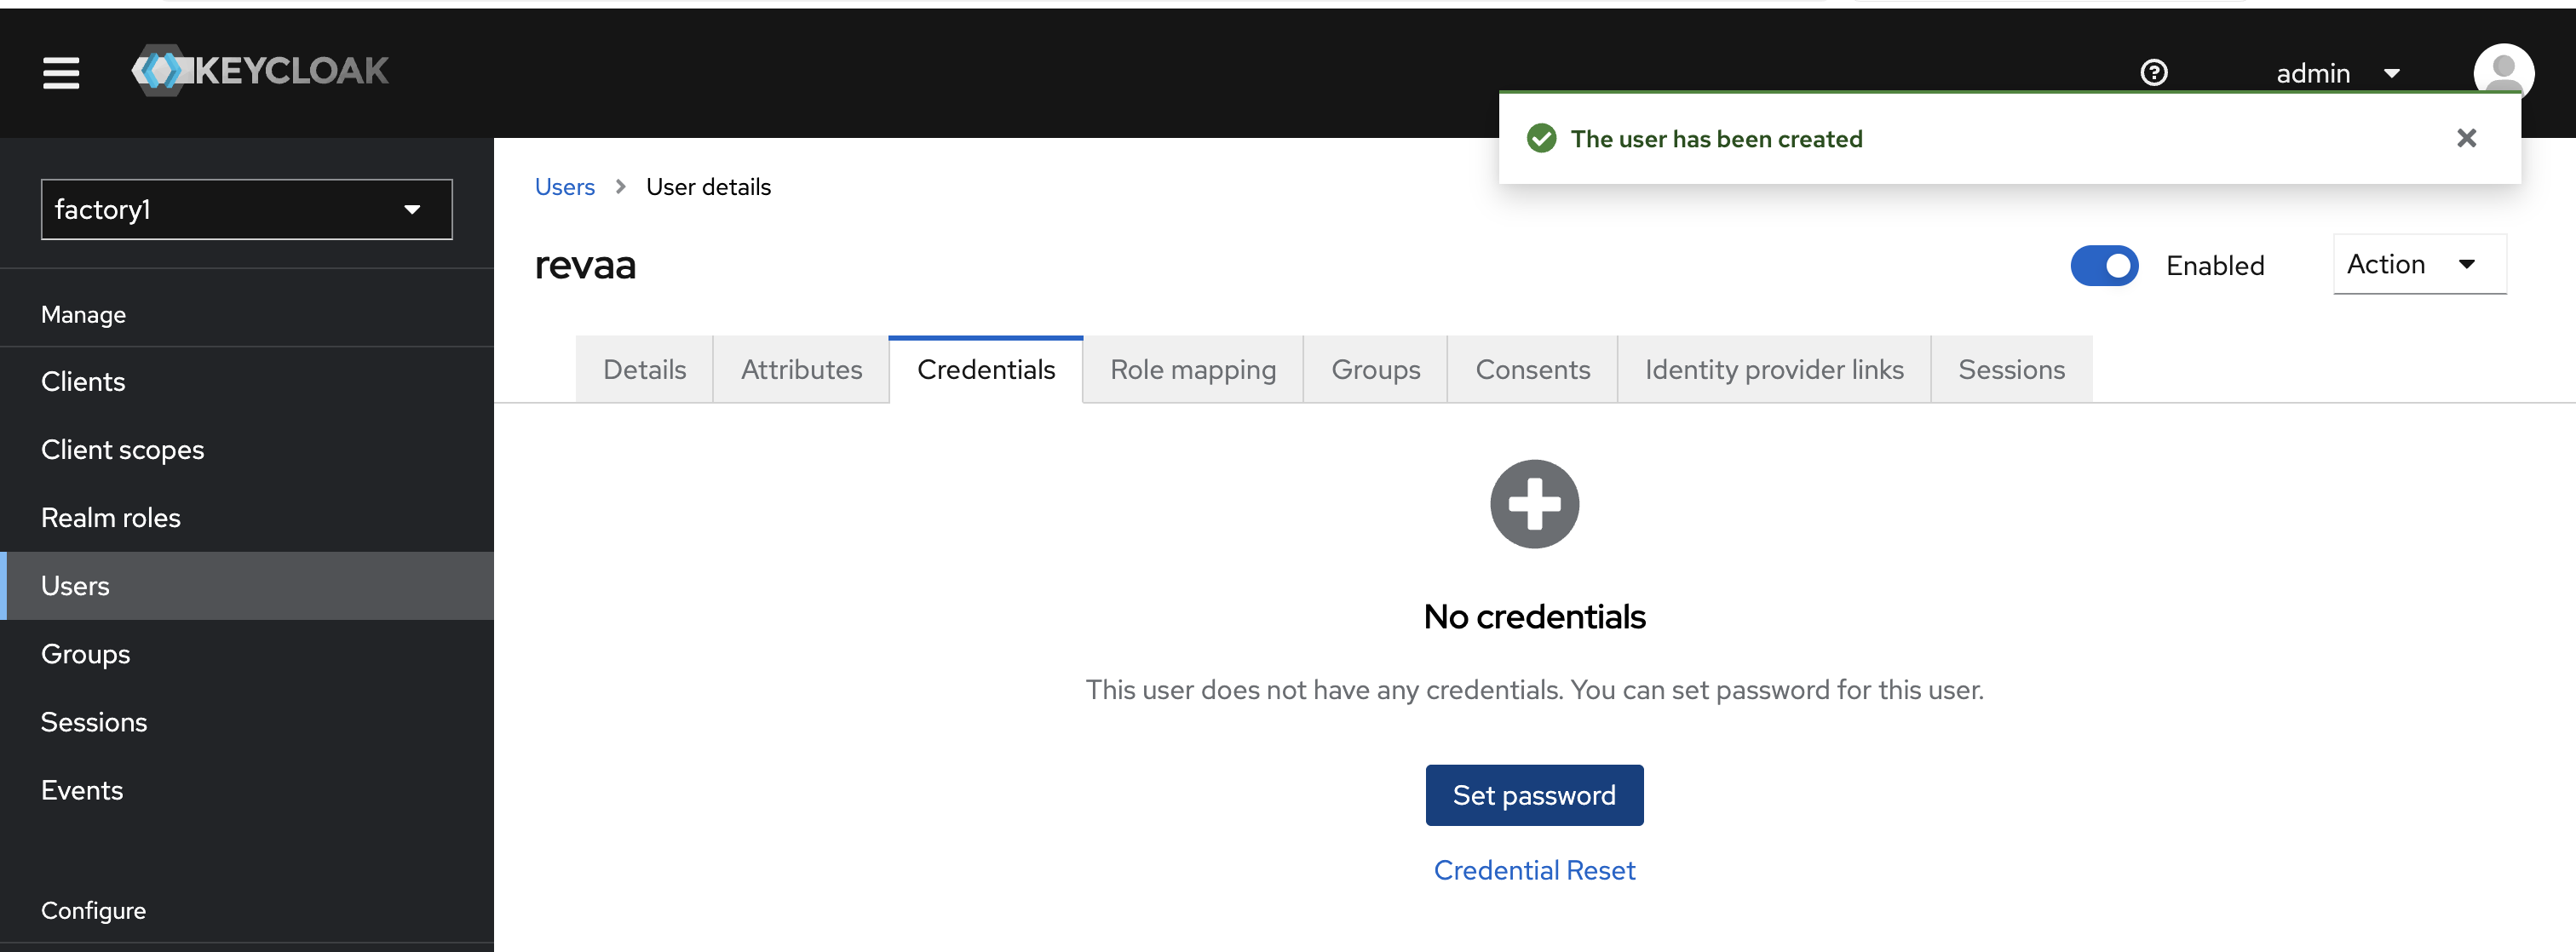 KEYCLOAK
admin
The user has been created
factory1
Manage
Clients
Client scopes
Realm roles
Users
Groups
Sessions
Events
Configure
Users > User details
revaa
Enabled
Action
Details Attributes Credentials Role mapping Groups Consents Identity provider links Sessions
No credentials
This user does not have any credentials. You can set password for this user.
Set password
Credential Reset